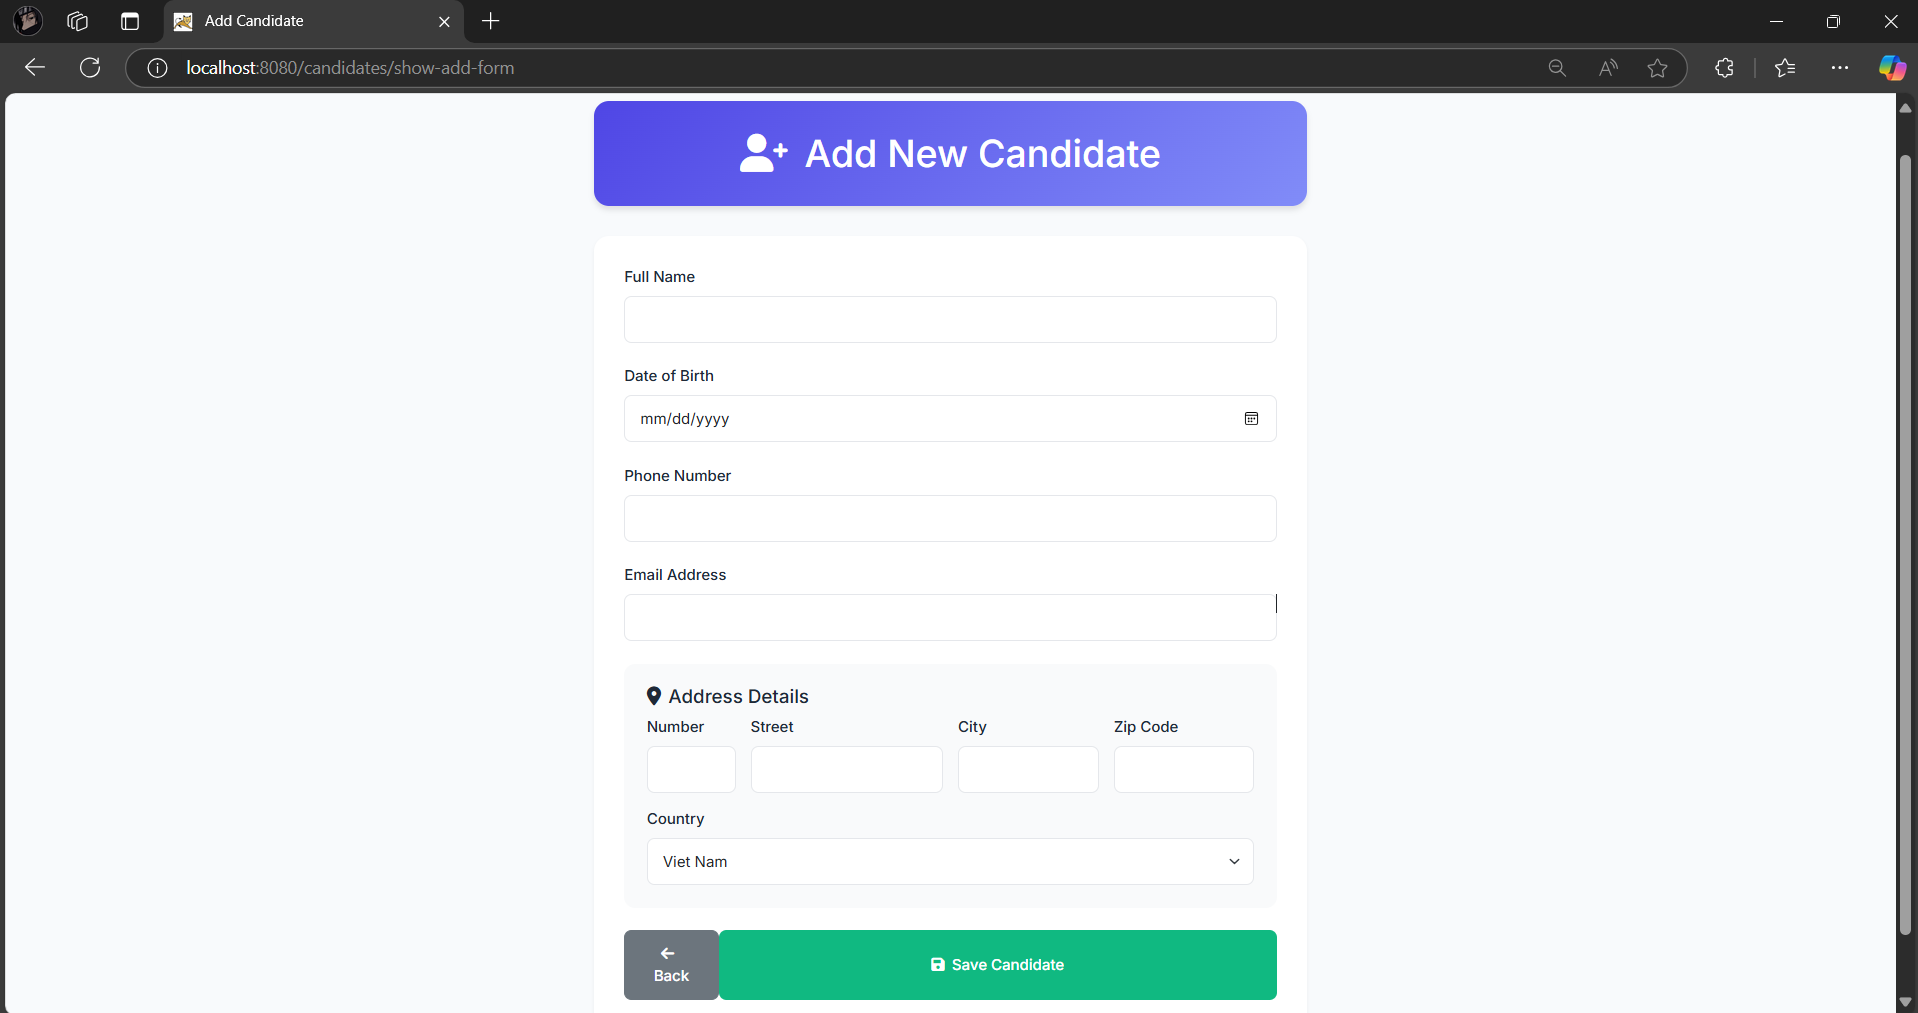 Add Candidate
localhost:8080/candidates/show-add-form
Add New Candidate
Full Name
Date of Birth
mm/dd/yyyy
Phone Number
Email Address
Address Details
Number Street City Zip Code
Country
Viet Nam
Back
Save Candidate